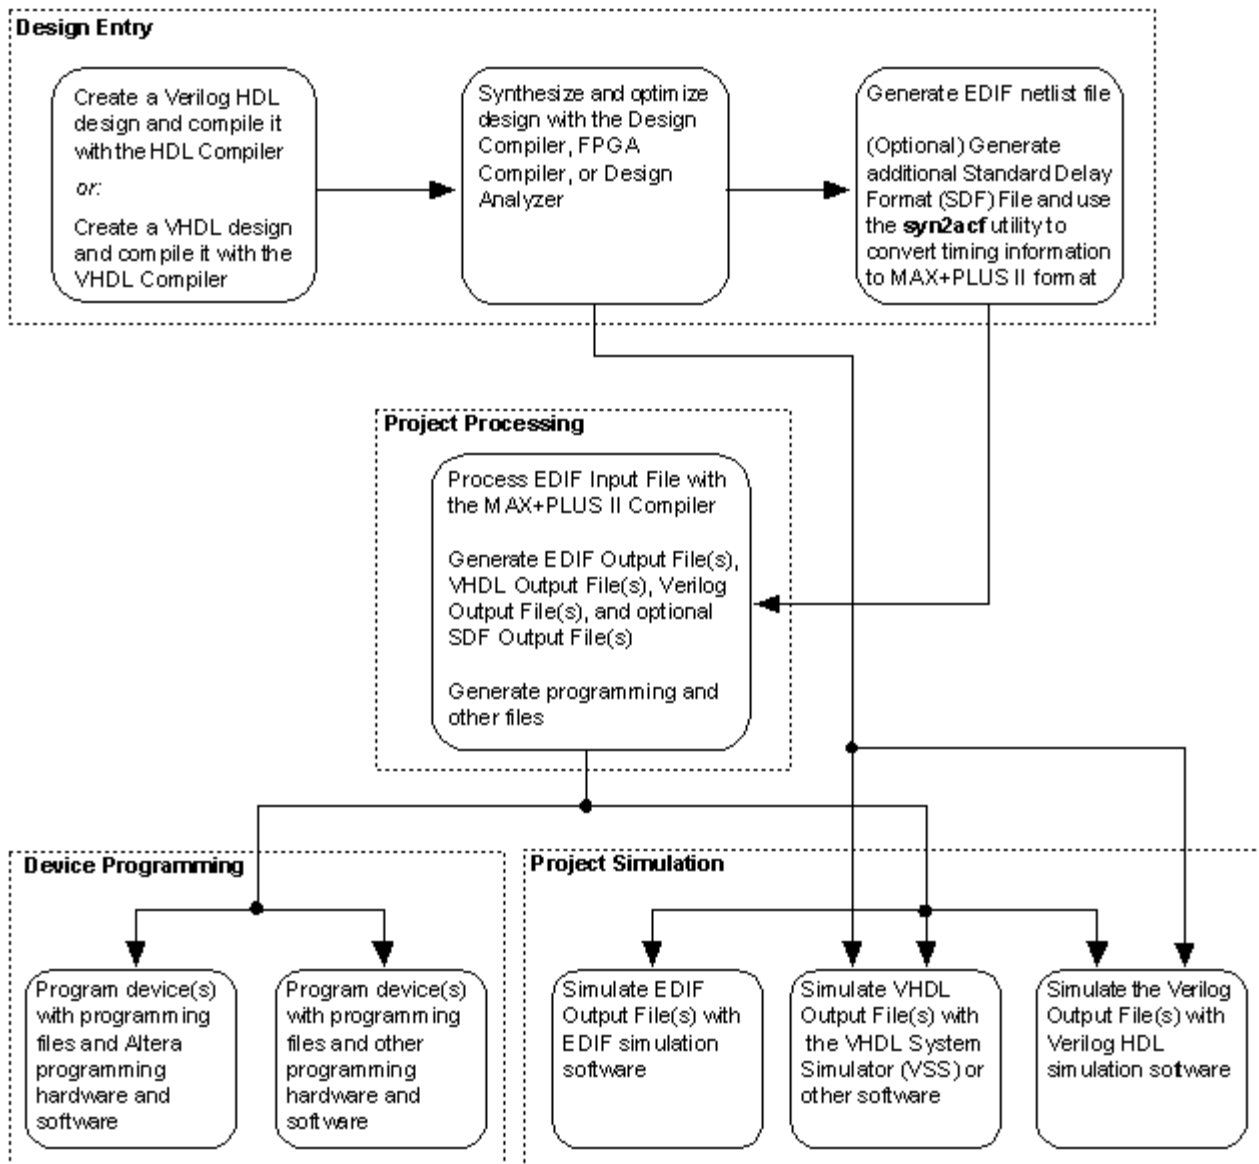 Design Entry
Create a Verilog HDL
design and compile it
with the HDL Compiler
or:
Create a VHDL design
and compile it with the
VHDL Compiler
Synthesize and optimize
design with the Design
Compiler, FPGA
Compiler, or Design
Analyzer
Generate EDIF netlist file
(Optional) Generate
additional Standard Delay
Format (SDF) File and use
the syn2acf utility to
convert timing information
to MAX+PLUS II format
Project Processing
Process EDIF Input File with
the MAX+PLUS II Compiler
Generate EDIF Output File(s),
VHDL Output File(s), Verilog
Output File(s), and optional
SDF Output File(s)
Generate programming and
other files
Device Programming
Program device(s)
with programming
files and Altera
programming
hardware and
software
Program device(s)
with programming
files and other
programming
hardware and
software
Project Simulation
Simulate EDIF
Output File(s) with
EDIF simulation
software
Simulate VHDL
Output File(s) with
the VHDL System
Simulator (VSS) or
other software
Simulate the Verilog
Output File(s) with
Verilog HDL
simulation software